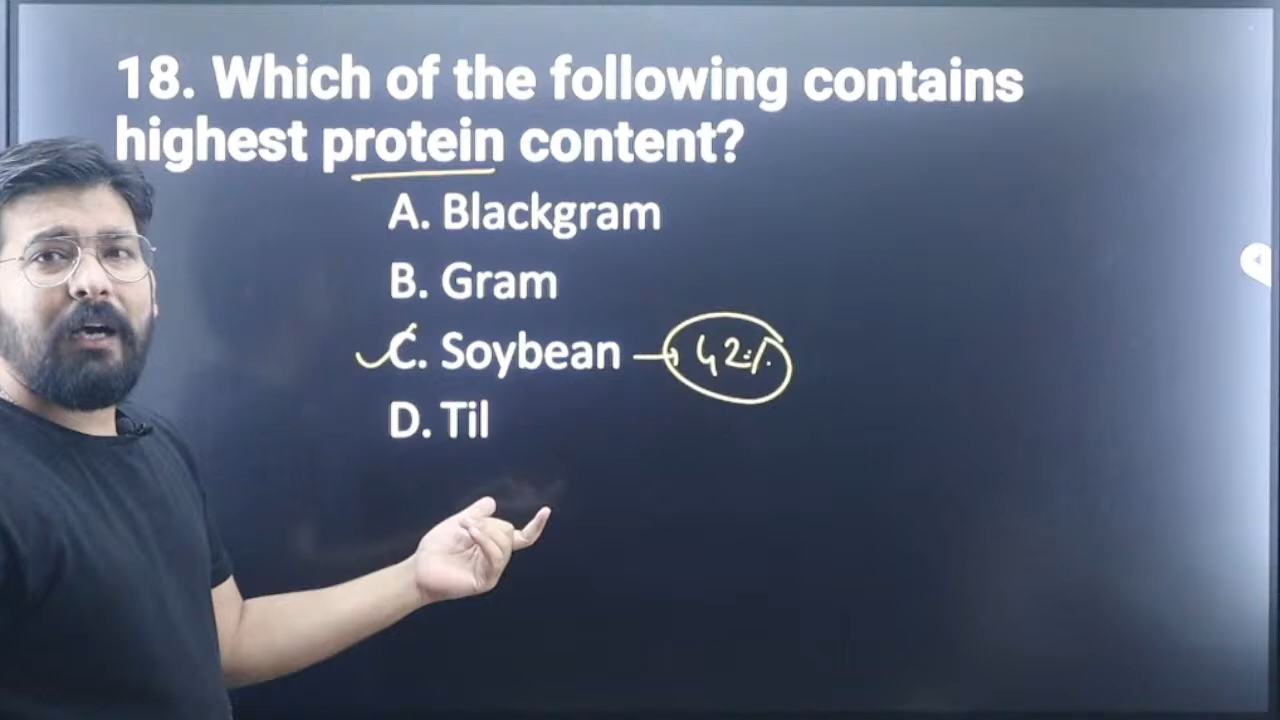 18. Which of the following contains
highest protein content?
A. Blackgram
B. Gram
C. Soybean → 42%
D. Til